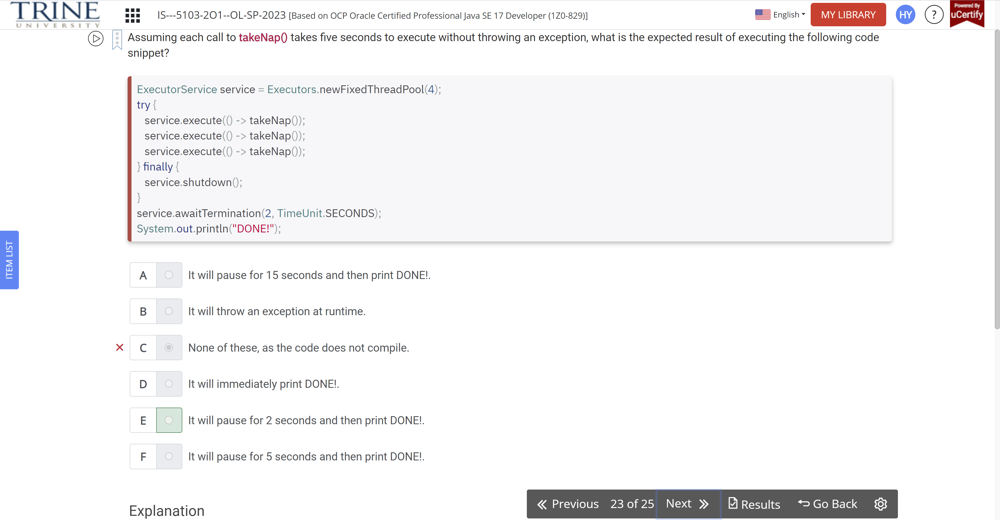 TRINE
UNIVERSITY
IS---5103-2O1--OL-SP-2023 [Based on OCP Oracle Certified Professional Java SE 17 Developer (1Z0-829)]
English
MY LIBRARY
HY
?
Powered By
uCertify
Assuming each call to takeNap() takes five seconds to execute without throwing an exception, what is the expected result of executing the following code
snippet?
ExecutorService service = Executors.newFixedThreadPool(4);
try {
service.execute(() -> takeNap());
service.execute(() -> takeNap());
service.execute(() -> takeNap());
} finally {
service.shutdown();
}
service.awaitTermination(2, TimeUnit.SECONDS);
System.out.println("DONE!");
ITEM LIST
A It will pause for 15 seconds and then print DONE!.
B It will throw an exception at runtime.
C None of these, as the code does not compile.
D It will immediately print DONE!.
E It will pause for 2 seconds and then print DONE!.
F It will pause for 5 seconds and then print DONE!.
Explanation
Previous 23 of 25 Next Results Go Back